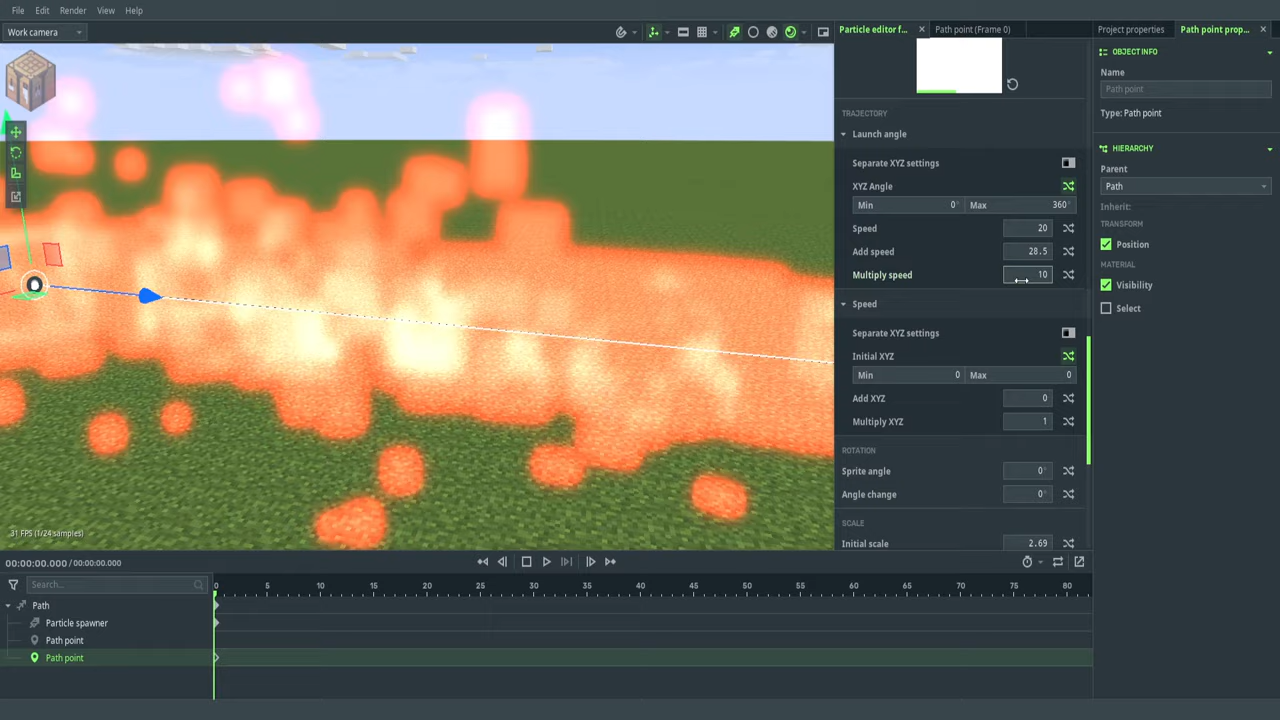 File Edit Render View Help
Work camera
Particle editor f... Path point (Frame 0) Project properties Path point prop...
OBJECT INFO
Name
Path point
Type: Path point
HIERARCHY
Parent
Path
Inherit:
TRANSFORM
Position
MATERIAL
Visibility
Select
TRAJECTORY
Launch angle
Separate XYZ settings
XYZ Angle
Min 0° Max 360°
Speed 20
Add speed 28.5
Multiply speed 10
Speed
Separate XYZ settings
Initial XYZ
Min 0 Max 0
Add XYZ 0
Multiply XYZ 1
ROTATION
Sprite angle 0°
Angle change 0°
SCALE
Initial scale 2.69
31 FPS (1/24 samples)
00:00:00.000 / 00:00:00.000
Search...
0 5 10 15 20 25 30 35 40 45 50 55 60 65 70 75 80
Path
Particle spawner
Path point
Path point